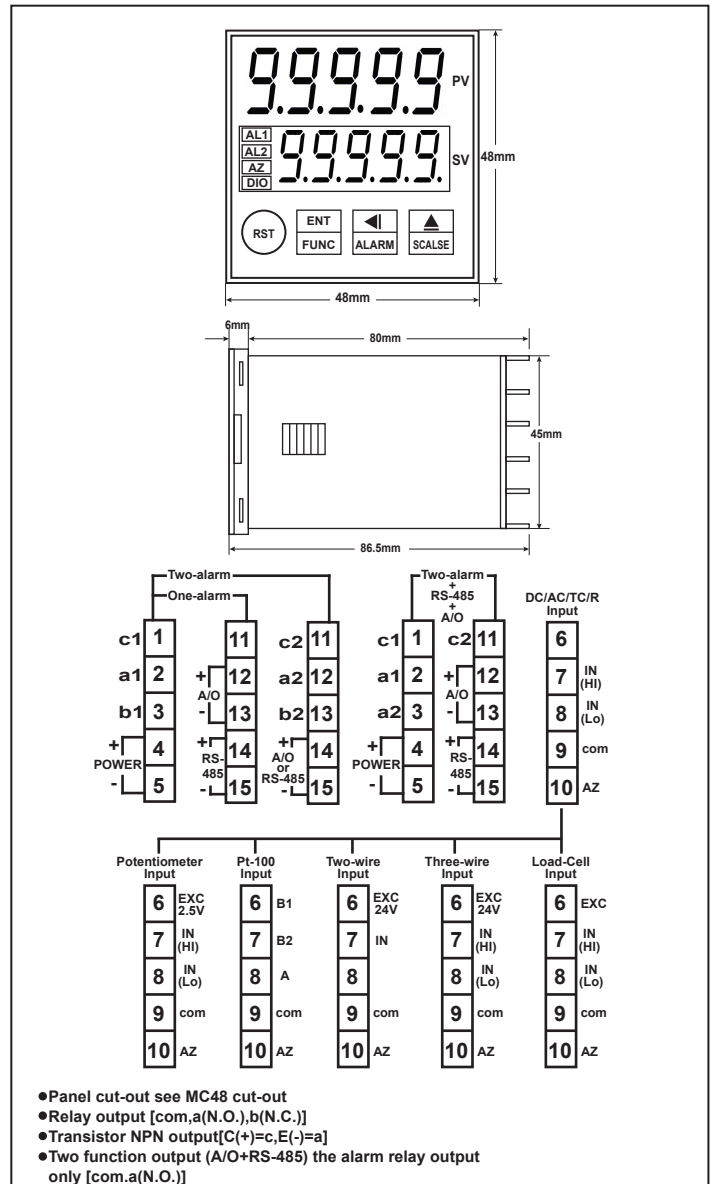 9.9.9.9.9 PV
AL1
AL2
AZ
DIO
9.9.9.9.9. SV
48mm
RST
ENT
FUNC
ALARM
SCALSE
48mm
6mm
80mm
45mm
86.5mm
Two-alarm
One-alarm
c1 1
a1 2
b1 3
+ 4
POWER
- 5
11
+ 12
A/O
- 13
+ 14
RS-
485
- 15
c2 11
a2 12
b2 13
+ 14
A/O
or
RS-485
- 15
Two-alarm
+
RS-485
+
A/O
c1 1
a1 2
a2 3
+ 4
POWER
- 5
c2 11
+ 12
A/O
- 13
+ 14
RS-
485
- 15
DC/AC/TC/R
Input
6
7 IN
(HI)
8 IN
(Lo)
9 com
10 AZ
Potentiometer
Input
6 EXC
2.5V
7 IN
(HI)
8 IN
(Lo)
9 com
10 AZ
Pt-100
Input
6 B1
7 B2
8 A
9 com
10 AZ
Two-wire
Input
6 EXC
24V
7 IN
8
9 com
10 AZ
Three-wire
Input
6 EXC
24V
7 IN
(HI)
8 IN
(Lo)
9 com
10 AZ
Load-Cell
Input
6 EXC
7 IN
(HI)
8 IN
(Lo)
9 com
10 AZ
●Panel cut-out see MC48 cut-out
●Relay output [com,a(N.O.),b(N.C.)]
●Transistor NPN output[C(+)=c,E(-)=a]
●Two function output (A/O+RS-485) the alarm relay output
only [com.a(N.O.)]